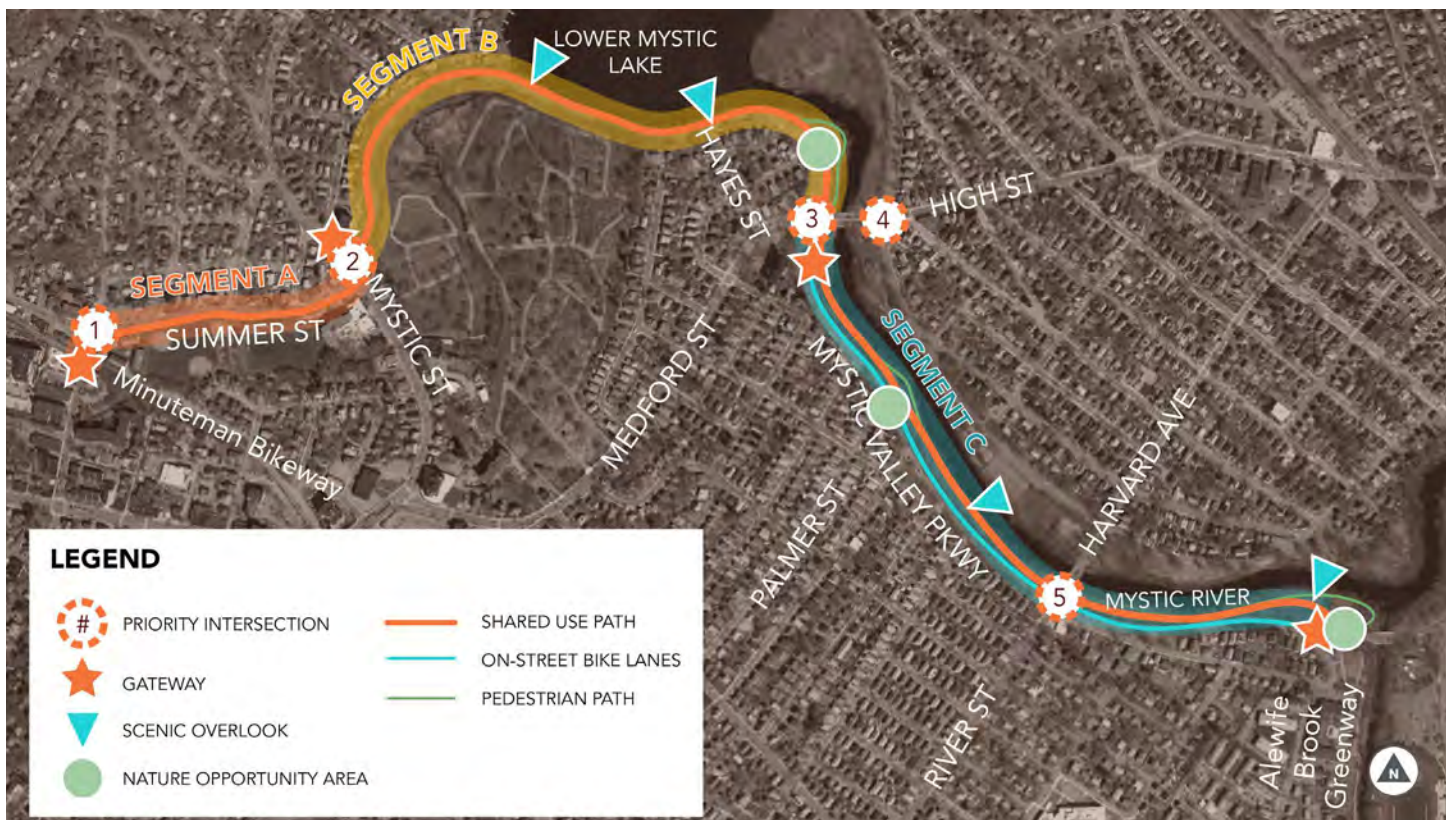 SEGMENT B
LOWER MYSTIC
LAKE
HAYES ST
3
4
HIGH ST
2
SEGMENT A
MYSTIC ST
1
SUMMER ST
Minuteman Bikeway
MEDFORD ST
SEGMENT C
MYSTIC VALLEY PKWY
HARVARD AVE
PALMER ST
5
MYSTIC RIVER
RIVER ST
Alewife
Brook
Greenway
N
LEGEND
# PRIORITY INTERSECTION
GATEWAY
SCENIC OVERLOOK
NATURE OPPORTUNITY AREA
SHARED USE PATH
ON-STREET BIKE LANES
PEDESTRIAN PATH